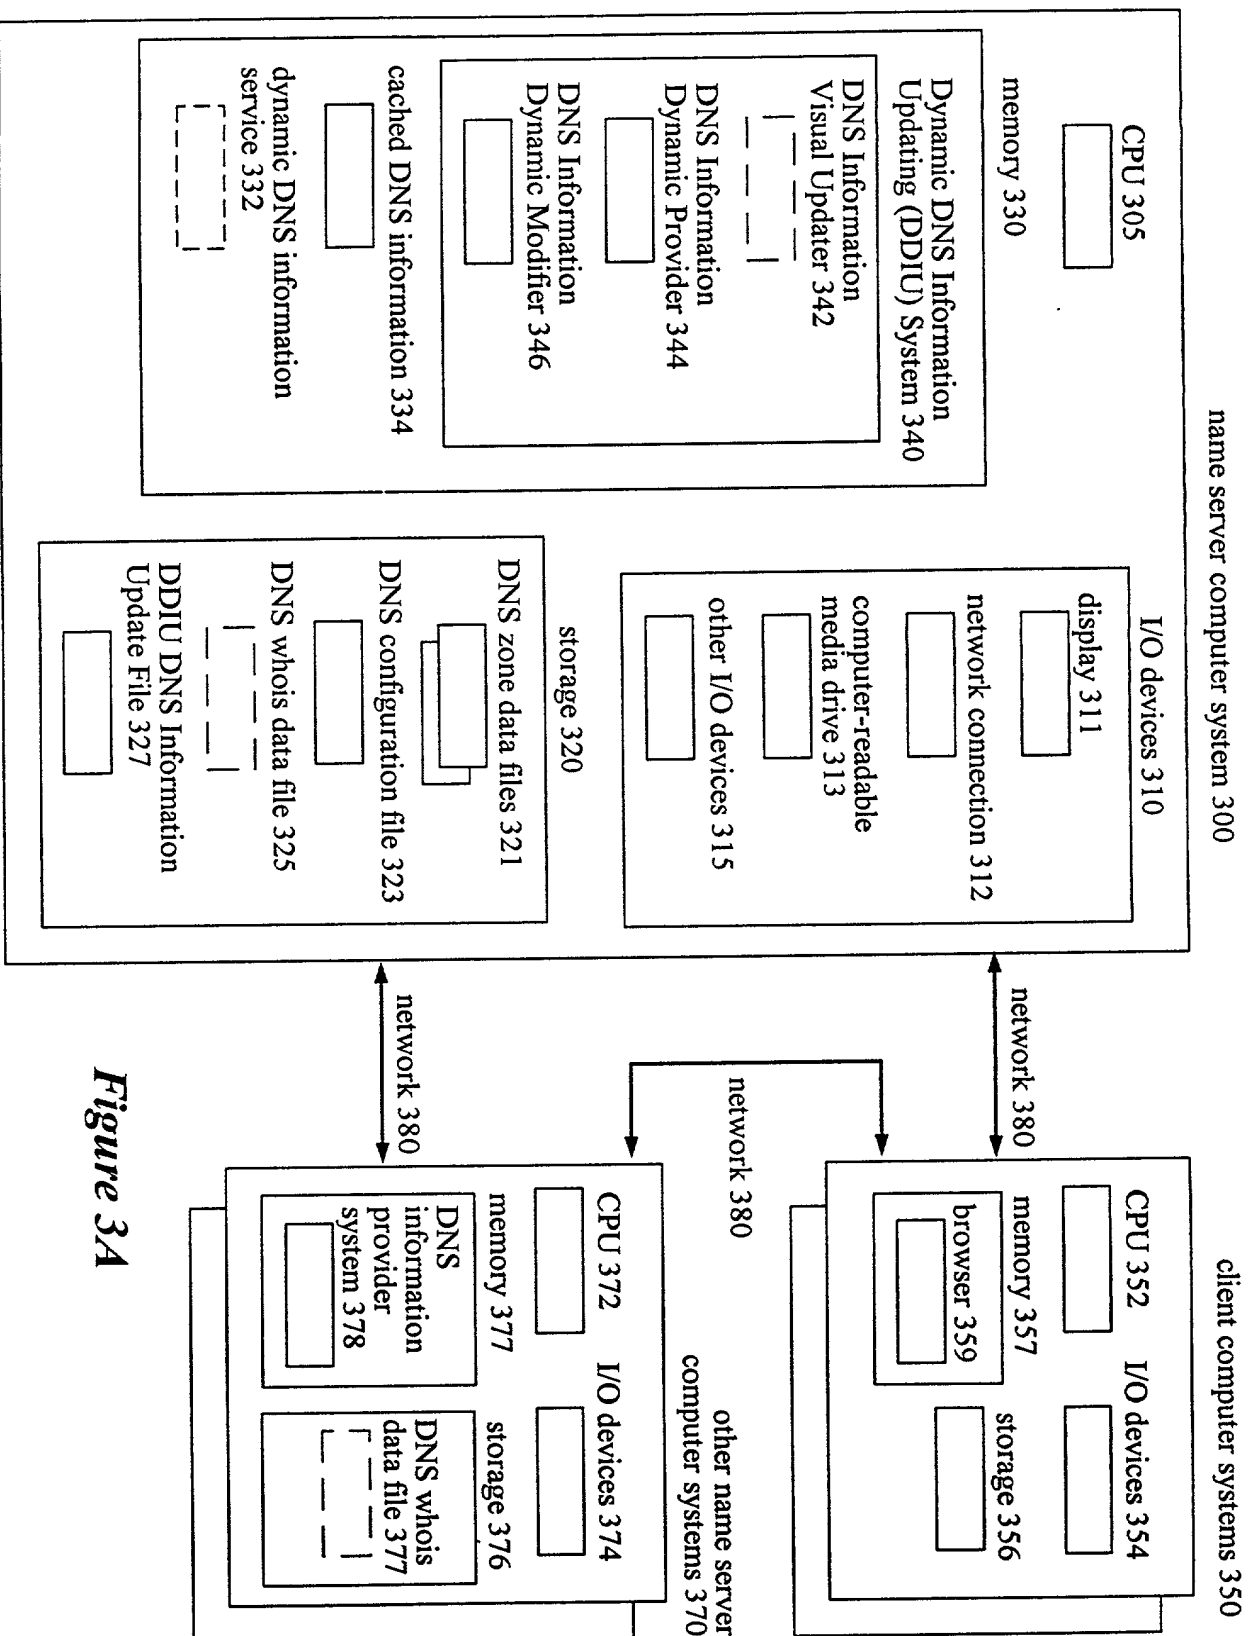 name server computer system 300
CPU 305
memory 330
Dynamic DNS Information
Updating (DDIU) System 340
DNS Information
Visual Updater 342
DNS Information
Dynamic Provider 344
DNS Information
Dynamic Modifier 346
cached DNS information 334
dynamic DNS information
service 332
I/O devices 310
display 311
network connection 312
computer-readable
media drive 313
other I/O devices 315
storage 320
DNS zone data files 321
DNS configuration file 323
DNS whois data file 325
DDIU DNS Information
Update File 327
network 380
network 380
network 380
client computer systems 350
CPU 352
I/O devices 354
memory 357
browser 359
storage 356
other name server
computer systems 370
CPU 372
I/O devices 374
memory 377
DNS
information
provider
system 378
storage 376
DNS whois
data file 377
Figure 3A